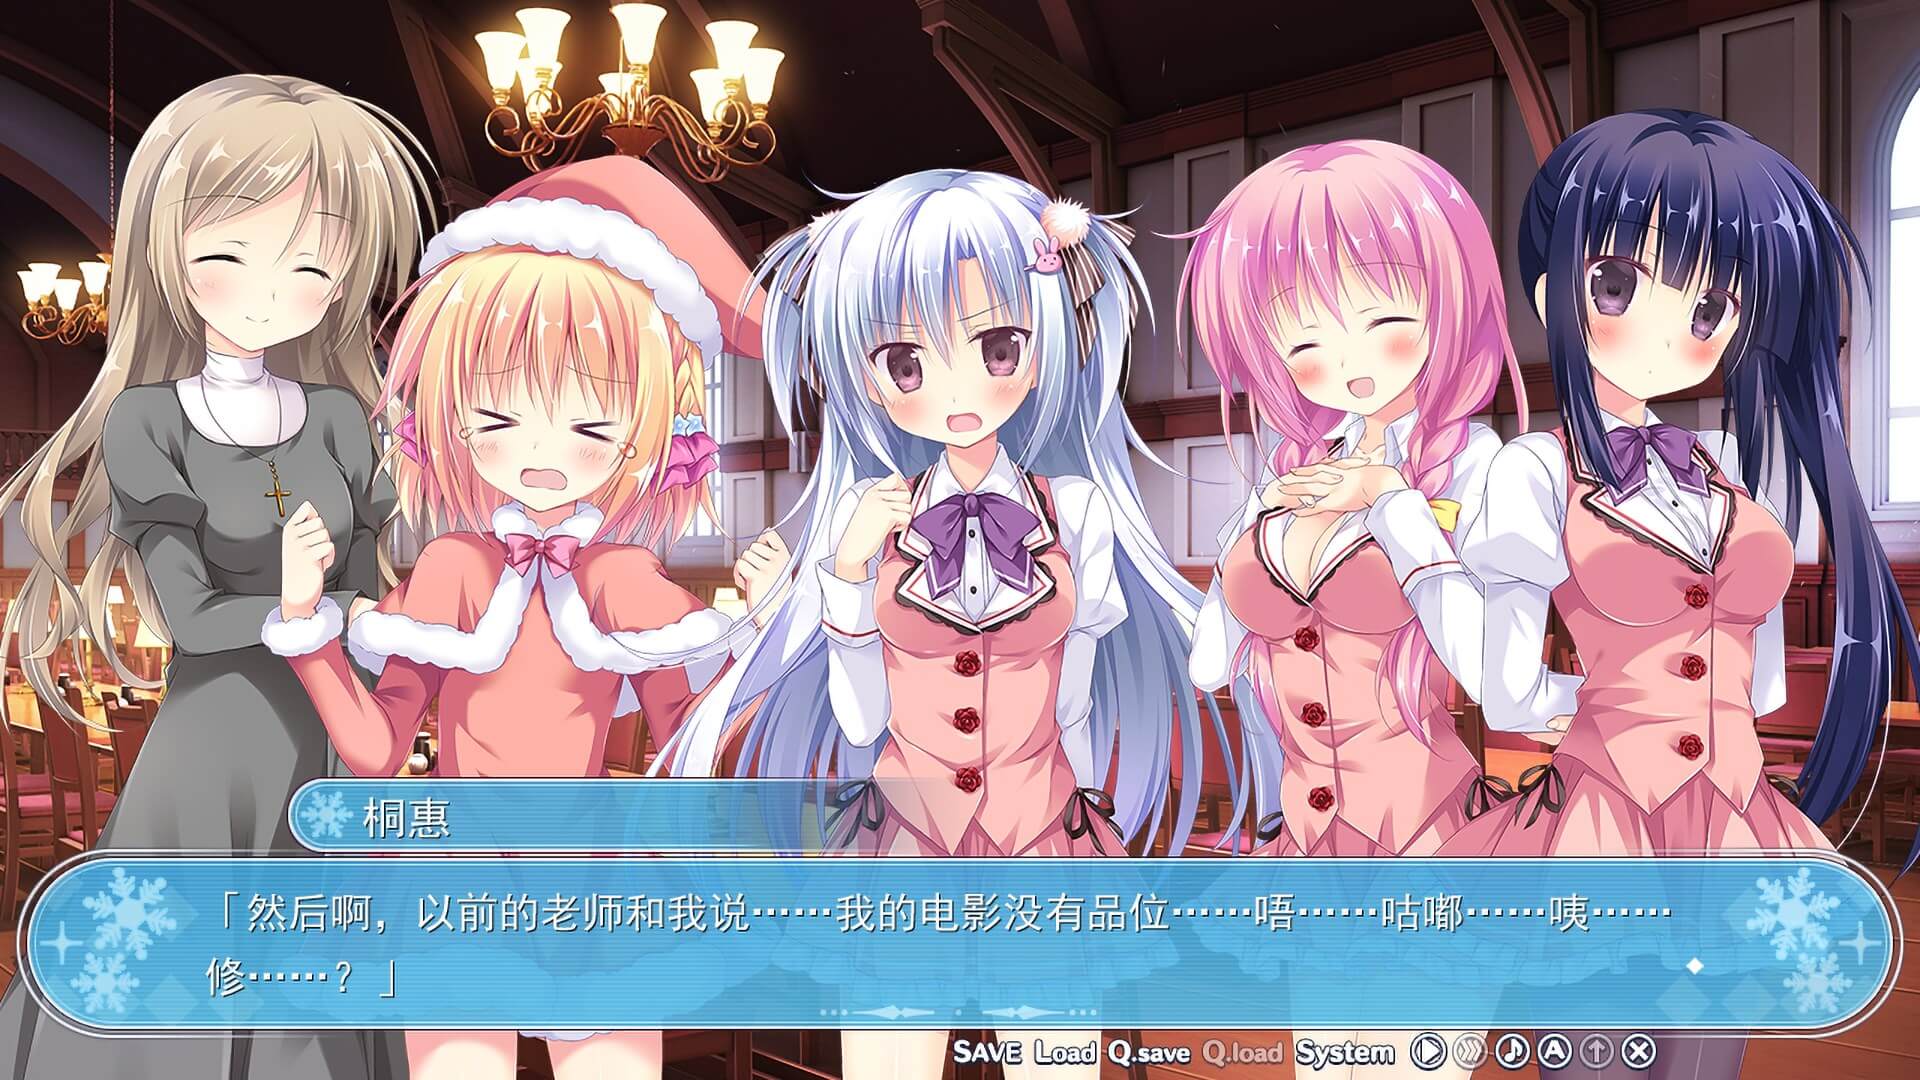 桐惠
「然后啊，以前的老师和我说……我的电影没有品位……唔……咕嘟……咦……
修……？」
SAVE Load Q.save Q.load System A